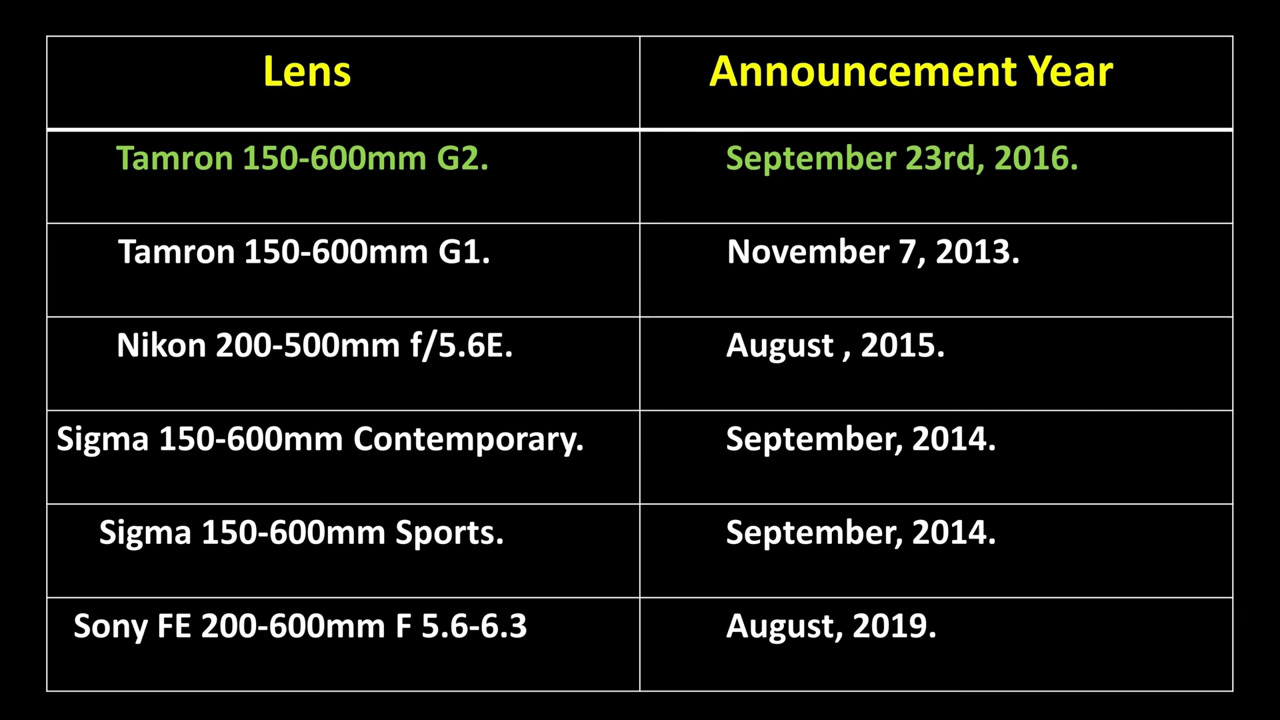 Lens Announcement Year
Tamron 150-600mm G2. September 23rd, 2016.
Tamron 150-600mm G1. November 7, 2013.
Nikon 200-500mm f/5.6E. August , 2015.
Sigma 150-600mm Contemporary. September, 2014.
Sigma 150-600mm Sports. September, 2014.
Sony FE 200-600mm F 5.6-6.3 August, 2019.